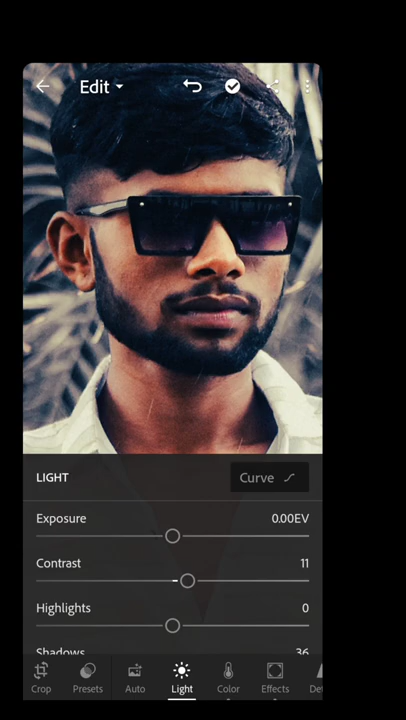 Edit
LIGHT
Curve
Exposure 0.00EV
Contrast 11
Highlights 0
Shadows 36
Crop Presets Auto Light Color Effects